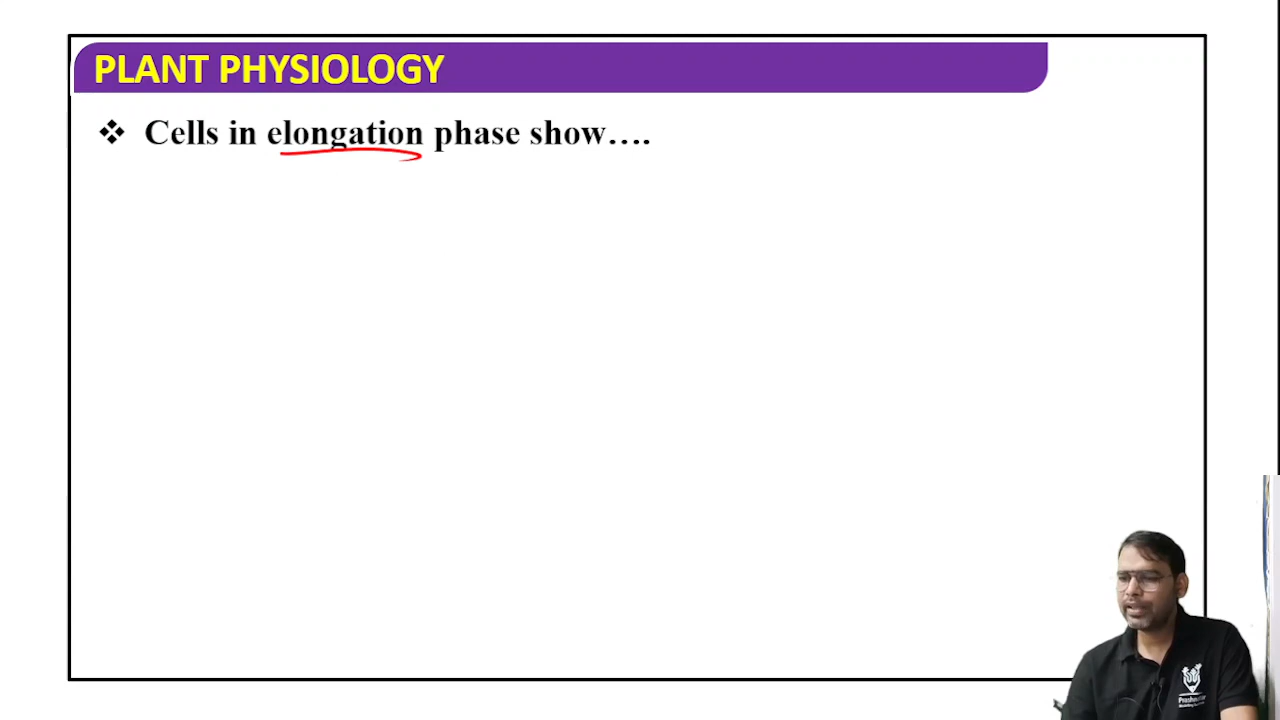 PLANT PHYSIOLOGY
❖ Cells in elongation phase show….